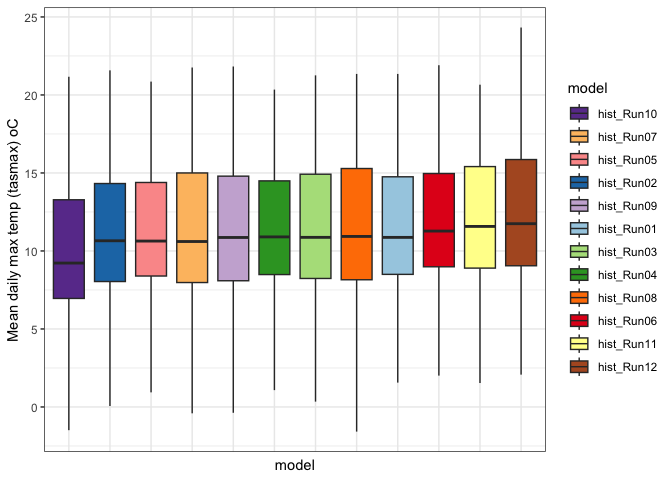 25
20
15
10
5
0
Mean daily max temp (tasmax) oC
model
model
hist_Run10
hist_Run07
hist_Run05
hist_Run02
hist_Run09
hist_Run01
hist_Run03
hist_Run04
hist_Run08
hist_Run06
hist_Run11
hist_Run12